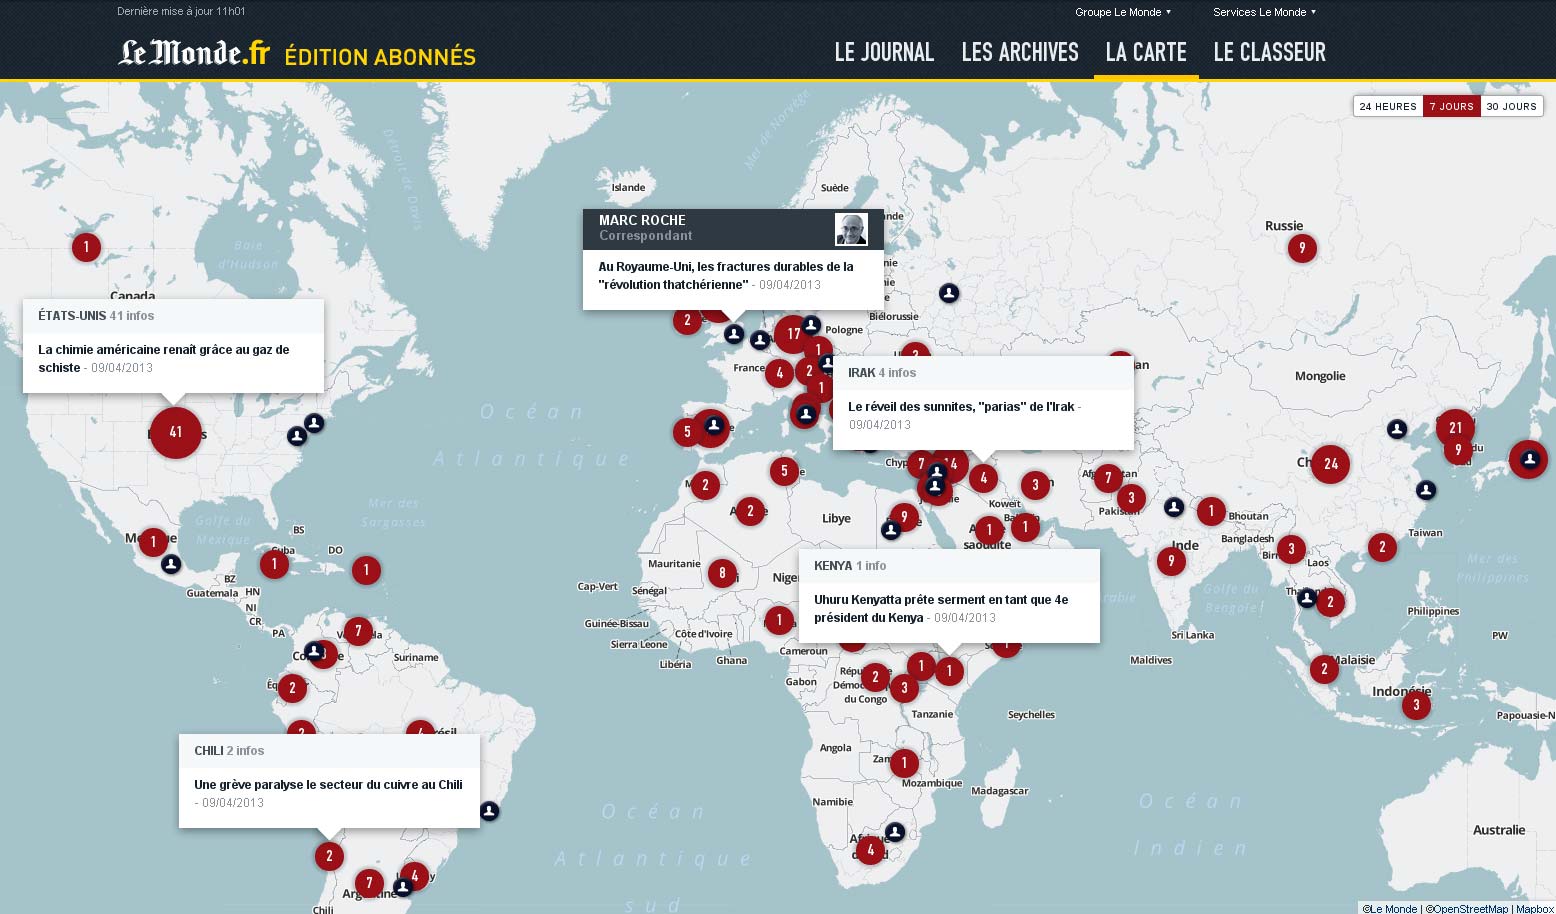 Dernière mise à jour 11h01
Groupe Le Monde
Services Le Monde
Le Monde.fr ÉDITION ABONNÉS
LE JOURNAL
LES ARCHIVES
LA CARTE
LE CLASSEUR
24 HEURES
7 JOURS
30 JOURS
Détroit de Davis
Mer de Norvège
Islande
Suède
MARC ROCHE
Correspondant
Au Royaume-Uni, les fractures durables de la
"révolution thatchérienne" - 09/04/2013
Russie
9
1
Baie
d'Hudson
Canada
ÉTATS-UNIS 41 infos
La chimie américaine renaît grâce au gaz de
schiste - 09/04/2013
41
2
17
1
Pologne
Biélorussie
France
4
2
1
IRAK 4 infos
Le réveil des sunnites, "parias" de l'Irak -
09/04/2013
Mongolie
Océan
Atlantique
5
21
9
24
7
14
4
3
7
3
5
2
2
Libye
9
Koweït
1
1
1
Bhoutan
Bangladesh
Inde
9
3
Laos
2
Taiwan
2
Mer des
Sargasses
Golfe du
Mexique
Mer des
Philippines
BS
Cuba
DO
1
1
1
BZ
HN
Guatemala
NI
CR
PA
Mauritanie
8
Niger
Cap-Vert
Sénégal
Guinée-Bissau
Sierra Leone
Côte d'Ivoire
Libéria
Ghana
1
Cameroun
Gabon
KENYA 1 info
Uhuru Kenyatta prête serment en tant que 4e
président du Kenya - 09/04/2013
Golfe du
Bengale
Sri Lanka
Maldives
Philippines
PW
7
Suriname
2
2
3
1
1
Démoc
du Congo
Tanzanie
Seychelles
2
Malaisie
Indonésie
3
Papouasie-N
CHILI 2 infos
Une grève paralyse le secteur du cuivre au Chili
- 09/04/2013
Angola
1
Mozambique
Madagascar
Namibie
4
Océan
Atlantique
sud
Océan
Indien
Australie
2
7
4
Chili
©Le Monde | ©OpenStreetMap | Mapbox